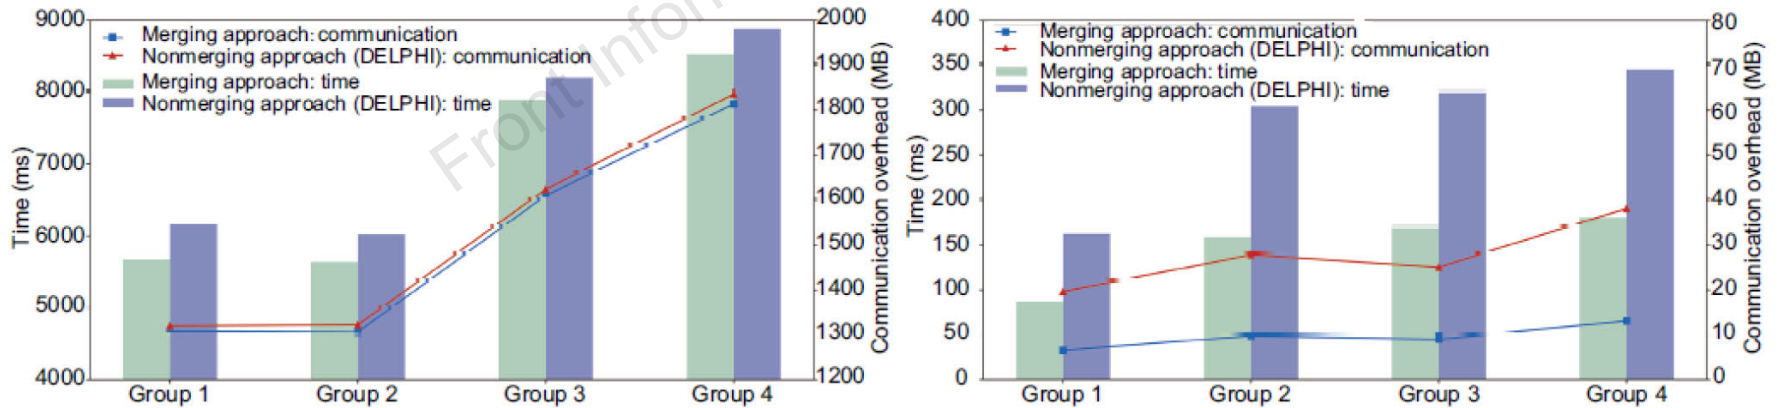 9000
8000
7000
6000
5000
4000
Time (ms)
Merging approach: communication
Nonmerging approach (DELPHI): communication
Merging approach: time
Nonmerging approach (DELPHI): time
2000
1900
1800
1700
1600
1500
1400
1300
1200
Communication overhead (MB)
Group 1 Group 2 Group 3 Group 4
Front Infor
400
350
300
250
200
150
100
50
0
Time (ms)
Merging approach: communication
Nonmerging approach (DELPHI): communication
Merging approach: time
Nonmerging approach (DELPHI): time
80
70
60
50
40
30
20
10
0
Communication overhead (MB)
Group 1 Group 2 Group 3 Group 4